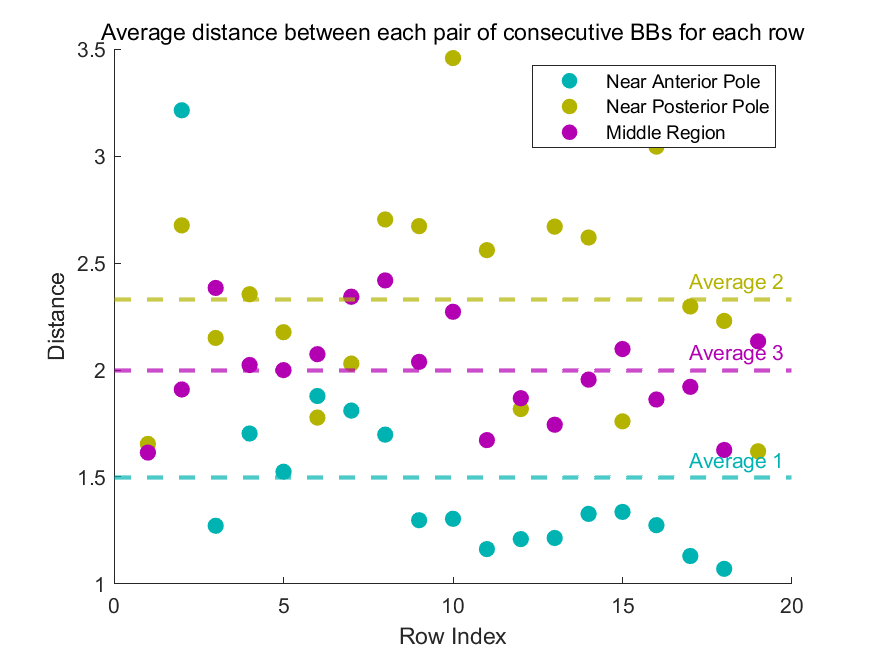 Average distance between each pair of consecutive BBs for each row
3.5
3
2.5
2
1.5
1
Distance
0
5
10
15
20
Row Index
Near Anterior Pole
Near Posterior Pole
Middle Region
Average 2
Average 3
Average 1